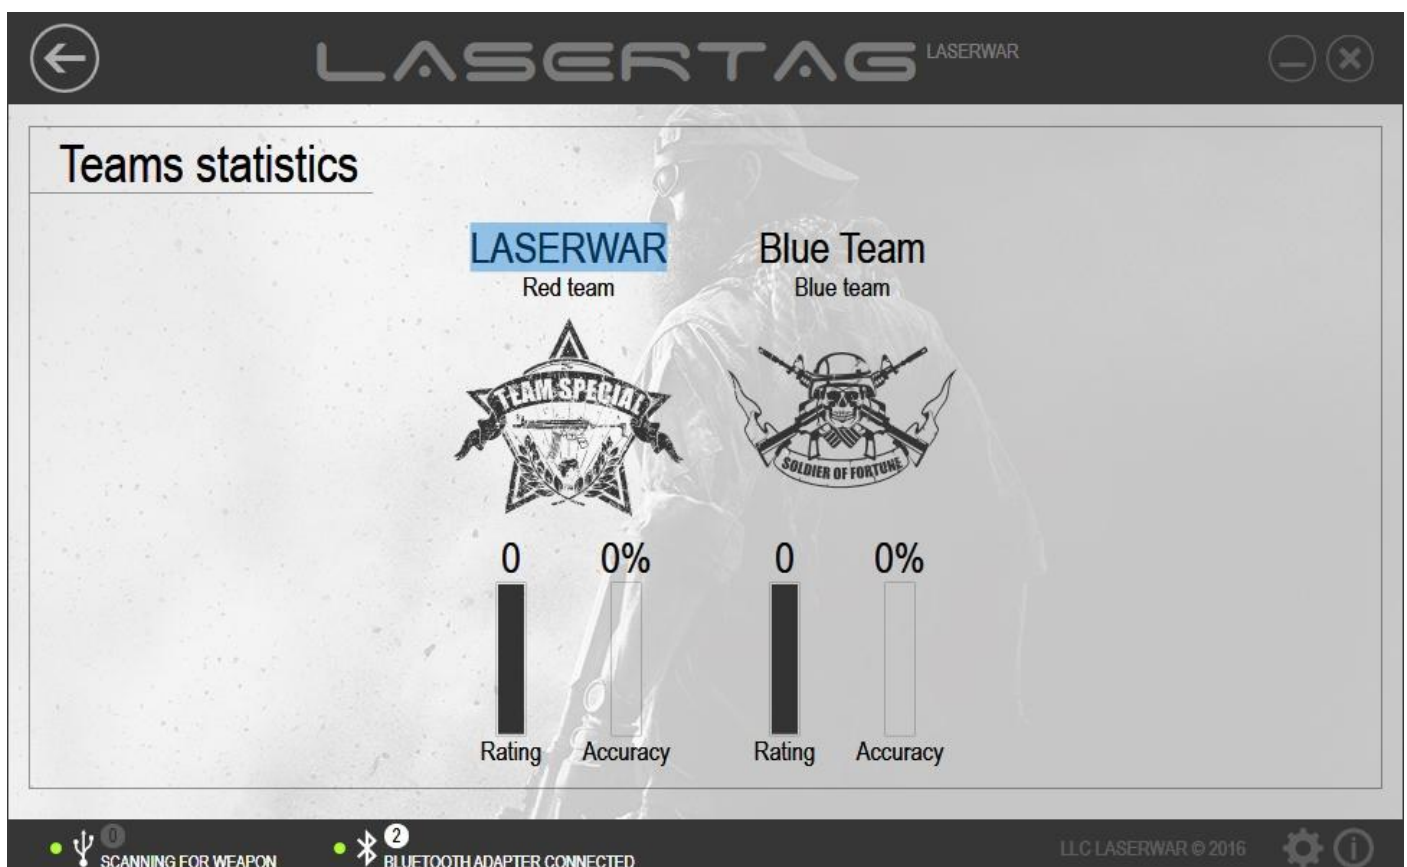 LASERTAG LASERWAR
Teams statistics
LASERWAR Blue Team
Red team Blue team
TEAM SPECIAL
SOLDIER OF FORTUNE
0 0% 0 0%
Rating Accuracy Rating Accuracy
0 2
SCANNING FOR WEAPON BLUETOOTH ADAPTER CONNECTED LLC LASERWAR © 2016